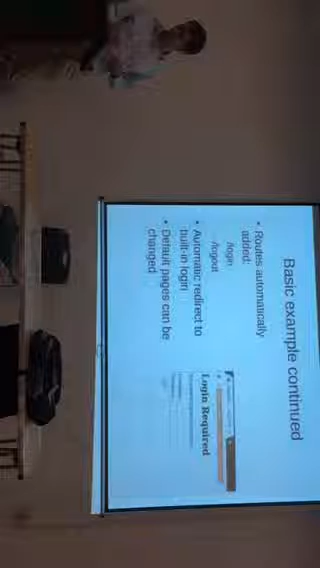 Basic example continued
• Routes automatically
added:
/login
/logout
• Automatic redirect to
built-in login
• Default pages can be
changed
Login Required